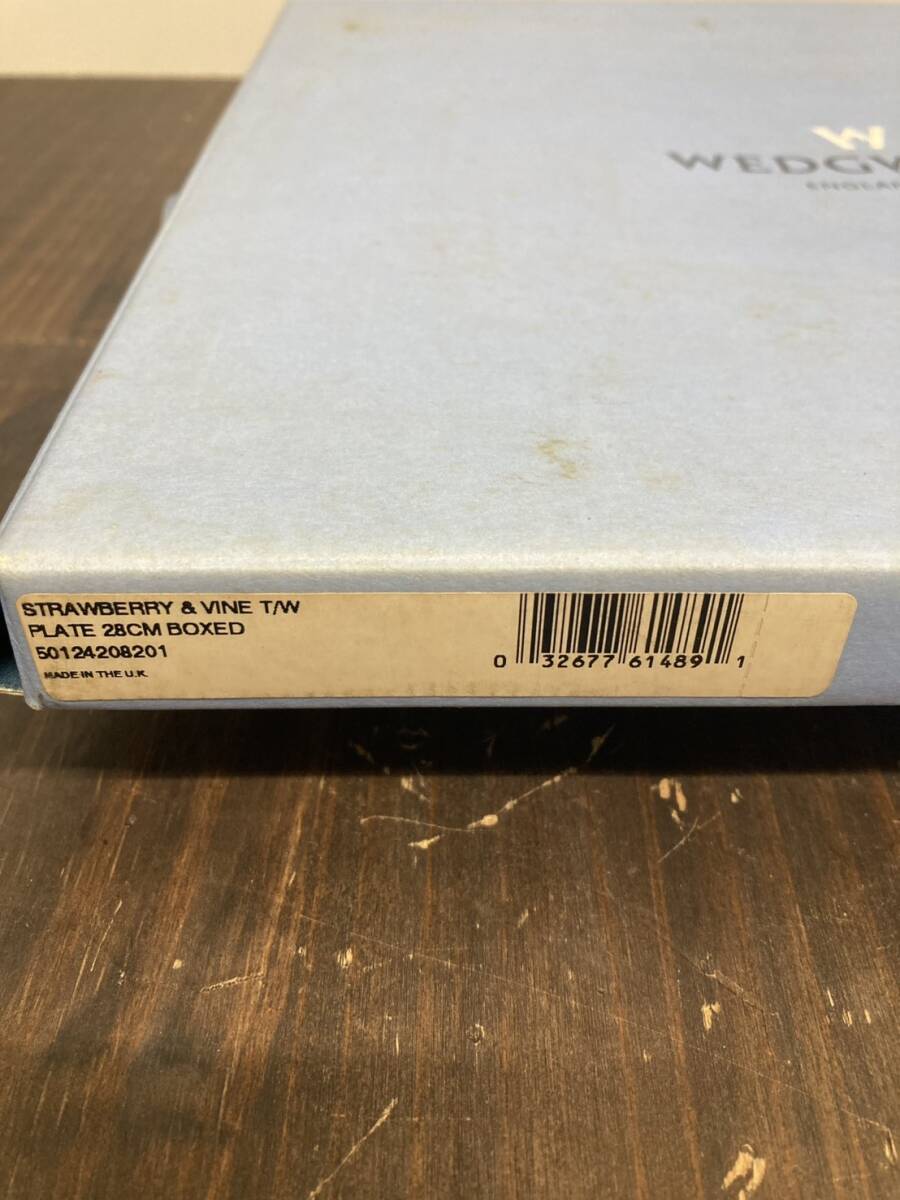 W
WEDGW
ENGLAN
STRAWBERRY & VINE T/W
PLATE 28CM BOXED
50124208201
MADE IN THE U.K.
0 32677 61489 1